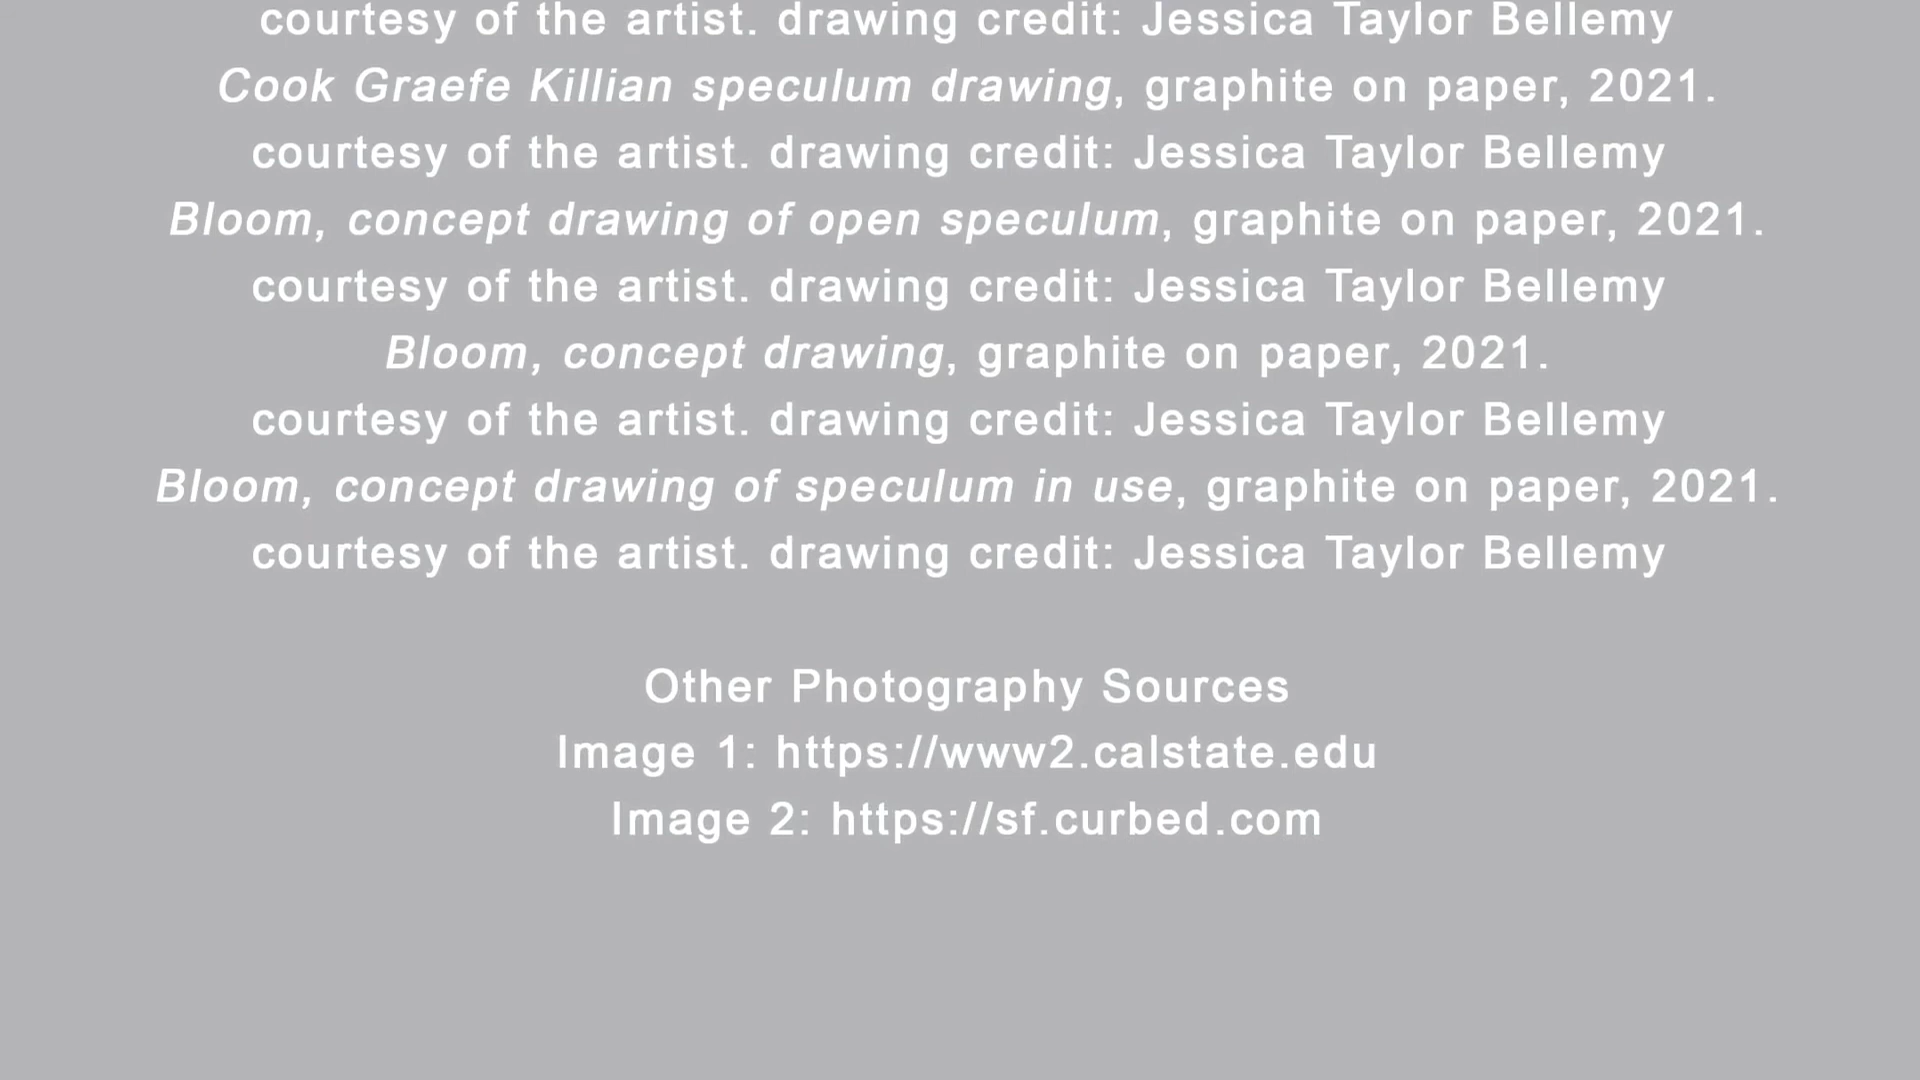 courtesy of the artist. drawing credit: Jessica Taylor Bellemy
Cook Graefe Killian speculum drawing, graphite on paper, 2021.
courtesy of the artist. drawing credit: Jessica Taylor Bellemy
Bloom, concept drawing of open speculum, graphite on paper, 2021.
courtesy of the artist. drawing credit: Jessica Taylor Bellemy
Bloom, concept drawing, graphite on paper, 2021.
courtesy of the artist. drawing credit: Jessica Taylor Bellemy
Bloom, concept drawing of speculum in use, graphite on paper, 2021.
courtesy of the artist. drawing credit: Jessica Taylor Bellemy
Other Photography Sources
Image 1: https://www2.calstate.edu
Image 2: https://sf.curbed.com